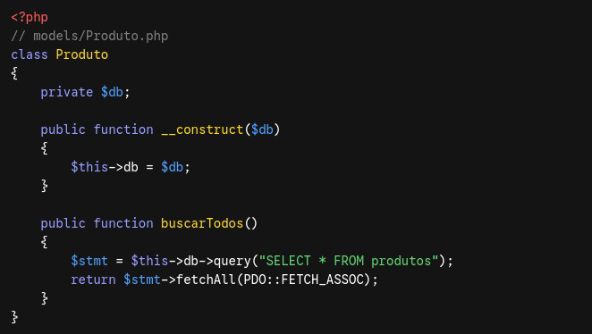 <?php
// models/Produto.php
class Produto
{
    private $db;

    public function __construct($db)
    {
        $this->db = $db;
    }

    public function buscarTodos()
    {
        $stmt = $this->db->query("SELECT * FROM produtos");
        return $stmt->fetchAll(PDO::FETCH_ASSOC);
    }
}